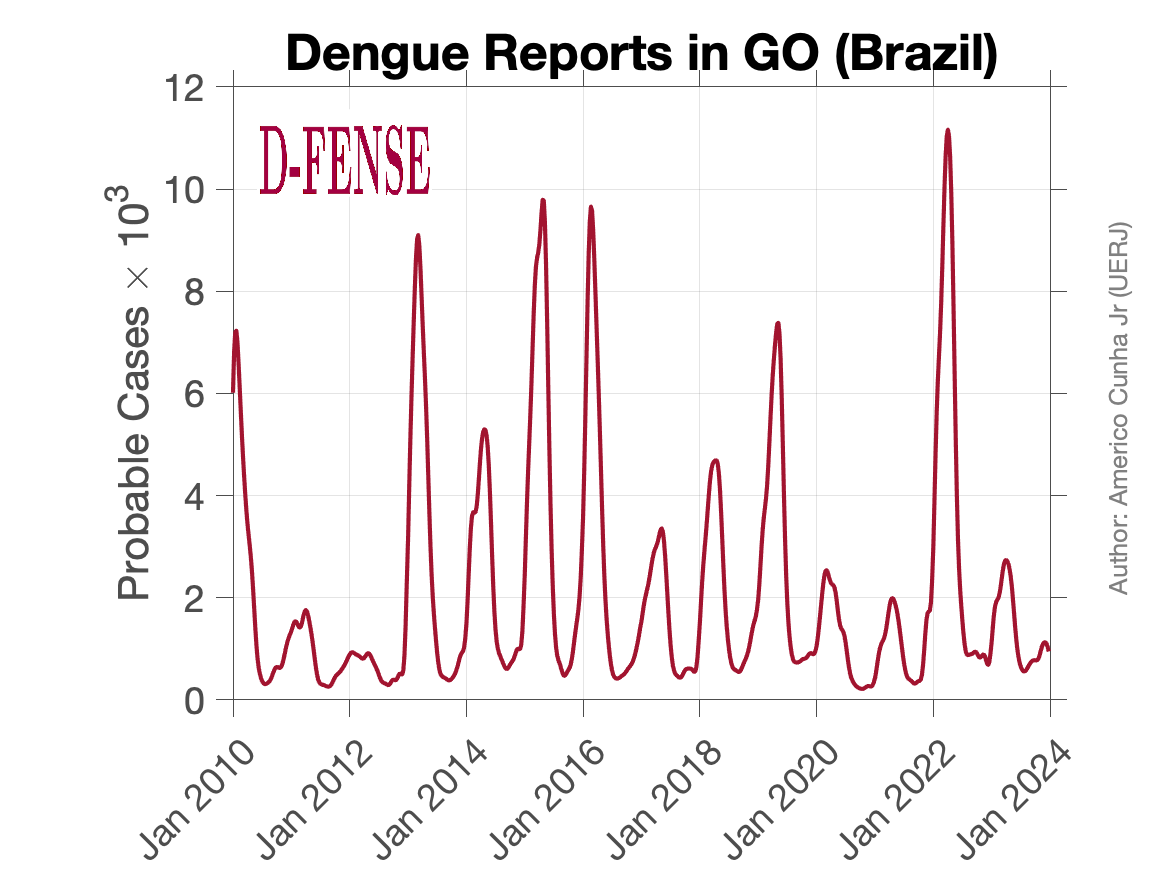 Dengue Reports in GO (Brazil)
D-FENSE
Probable Cases × 10³
12
10
8
6
4
2
0
Jan 2010
Jan 2012
Jan 2014
Jan 2016
Jan 2018
Jan 2020
Jan 2022
Jan 2024
Author: Americo Cunha Jr (UERJ)